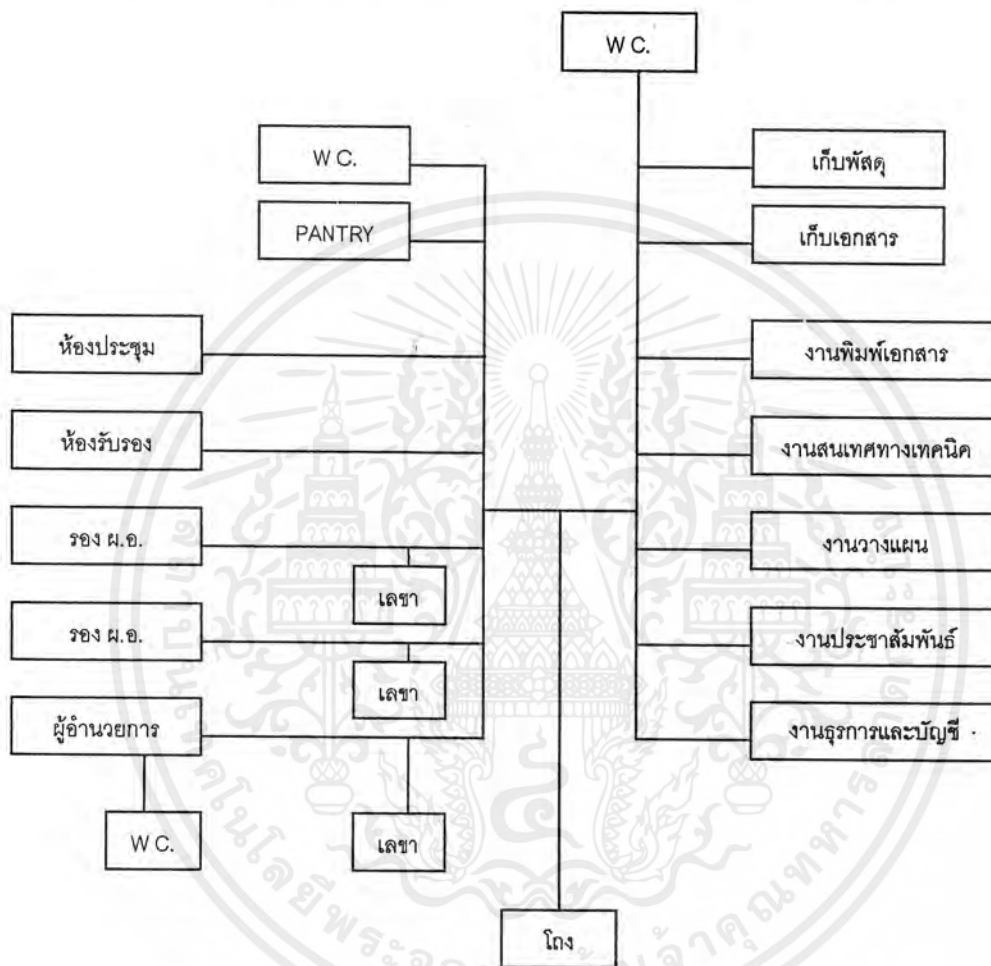 W C.
W C.
เก็บพัสดุ
PANTRY
เก็บเอกสาร
ห้องประชุม
งานพิมพ์เอกสาร
ห้องรับรอง
งานสนเทศทางเทคนิค
รอง ผ.อ.
งานวางแผน
เลขา
รอง ผ.อ.
งานประชาสัมพันธ์
เลขา
ผู้อำนวยการ
งานธุรการและบัญชี
W C.
เลขา
โถง